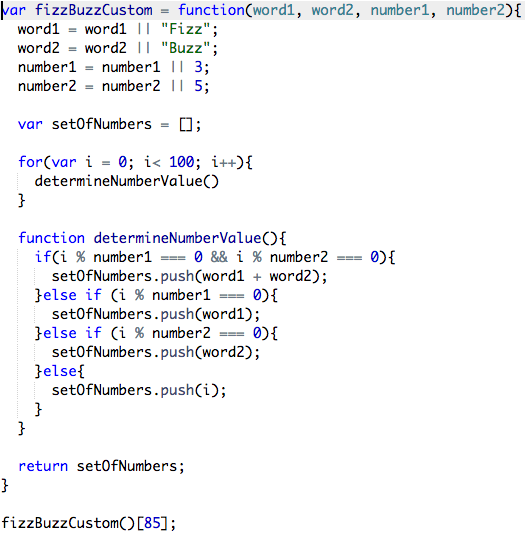 var fizzBuzzCustom = function(word1, word2, number1, number2){
  word1 = word1 || "Fizz";
  word2 = word2 || "Buzz";
  number1 = number1 || 3;
  number2 = number2 || 5;

  var setOfNumbers = [];

  for(var i = 0; i< 100; i++){
    determineNumberValue()
  }

  function determineNumberValue(){
    if(i % number1 === 0 && i % number2 === 0){
      setOfNumbers.push(word1 + word2);
    }else if (i % number1 === 0){
      setOfNumbers.push(word1);
    }else if (i % number2 === 0){
      setOfNumbers.push(word2);
    }else{
      setOfNumbers.push(i);
    }
  }

  return setOfNumbers;
}

fizzBuzzCustom()[85];